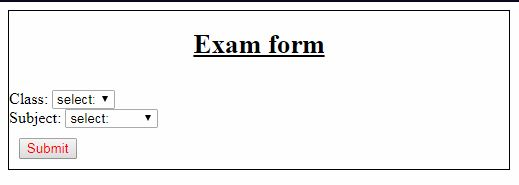 Exam form
Class: select:
Subject: select:
Submit